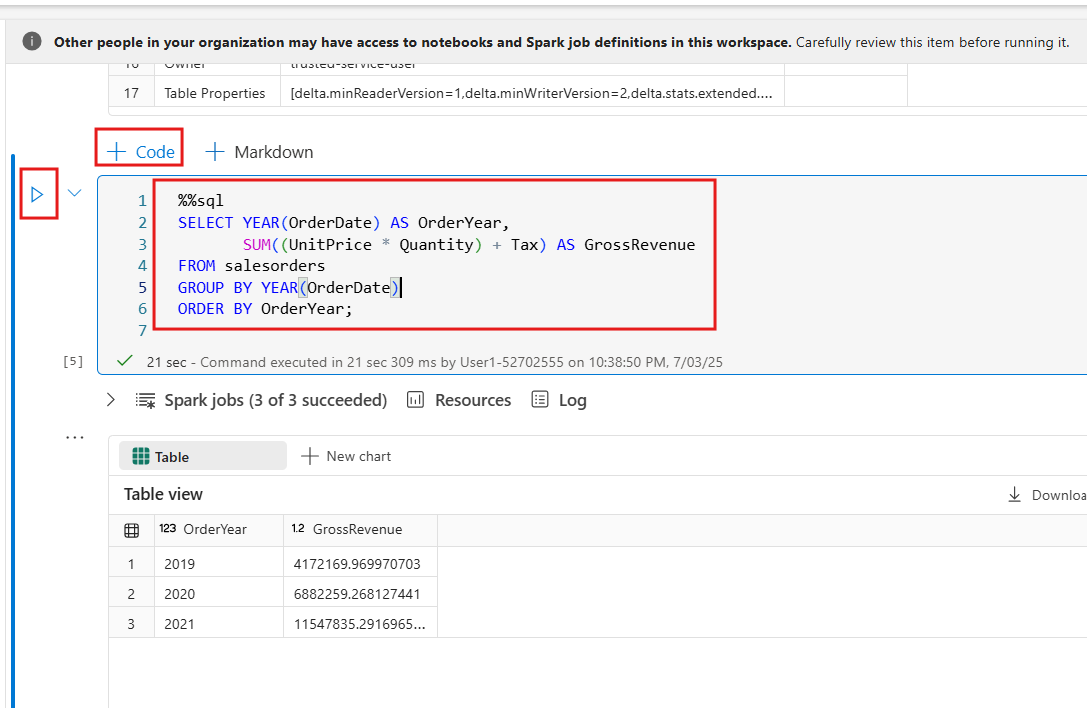 Other people in your organization may have access to notebooks and Spark job definitions in this workspace. Carefully review this item before running it.
16 Owner trusted-service-user
17 Table Properties [delta.minReaderVersion=1,delta.minWriterVersion=2,delta.stats.extended....
+ Code + Markdown
1 %%sql
2 SELECT YEAR(OrderDate) AS OrderYear,
3 SUM((UnitPrice * Quantity) + Tax) AS GrossRevenue
4 FROM salesorders
5 GROUP BY YEAR(OrderDate)
6 ORDER BY OrderYear;
7
[5] 21 sec - Command executed in 21 sec 309 ms by User1-52702555 on 10:38:50 PM, 7/03/25
Spark jobs (3 of 3 succeeded) Resources Log
...
Table + New chart
Table view Downloa
123 OrderYear 1.2 GrossRevenue
1 2019 4172169.969970703
2 2020 6882259.268127441
3 2021 11547835.2916965...